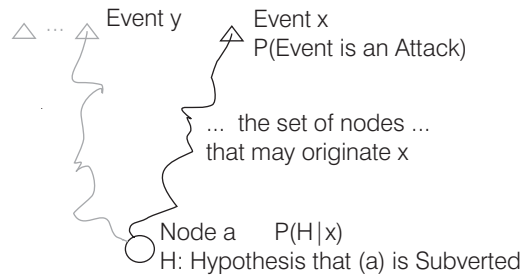 ... Event y
Event x
P(Event is an Attack)
... the set of nodes ...
that may originate x
Node a P(H|x)
H: Hypothesis that (a) is Subverted